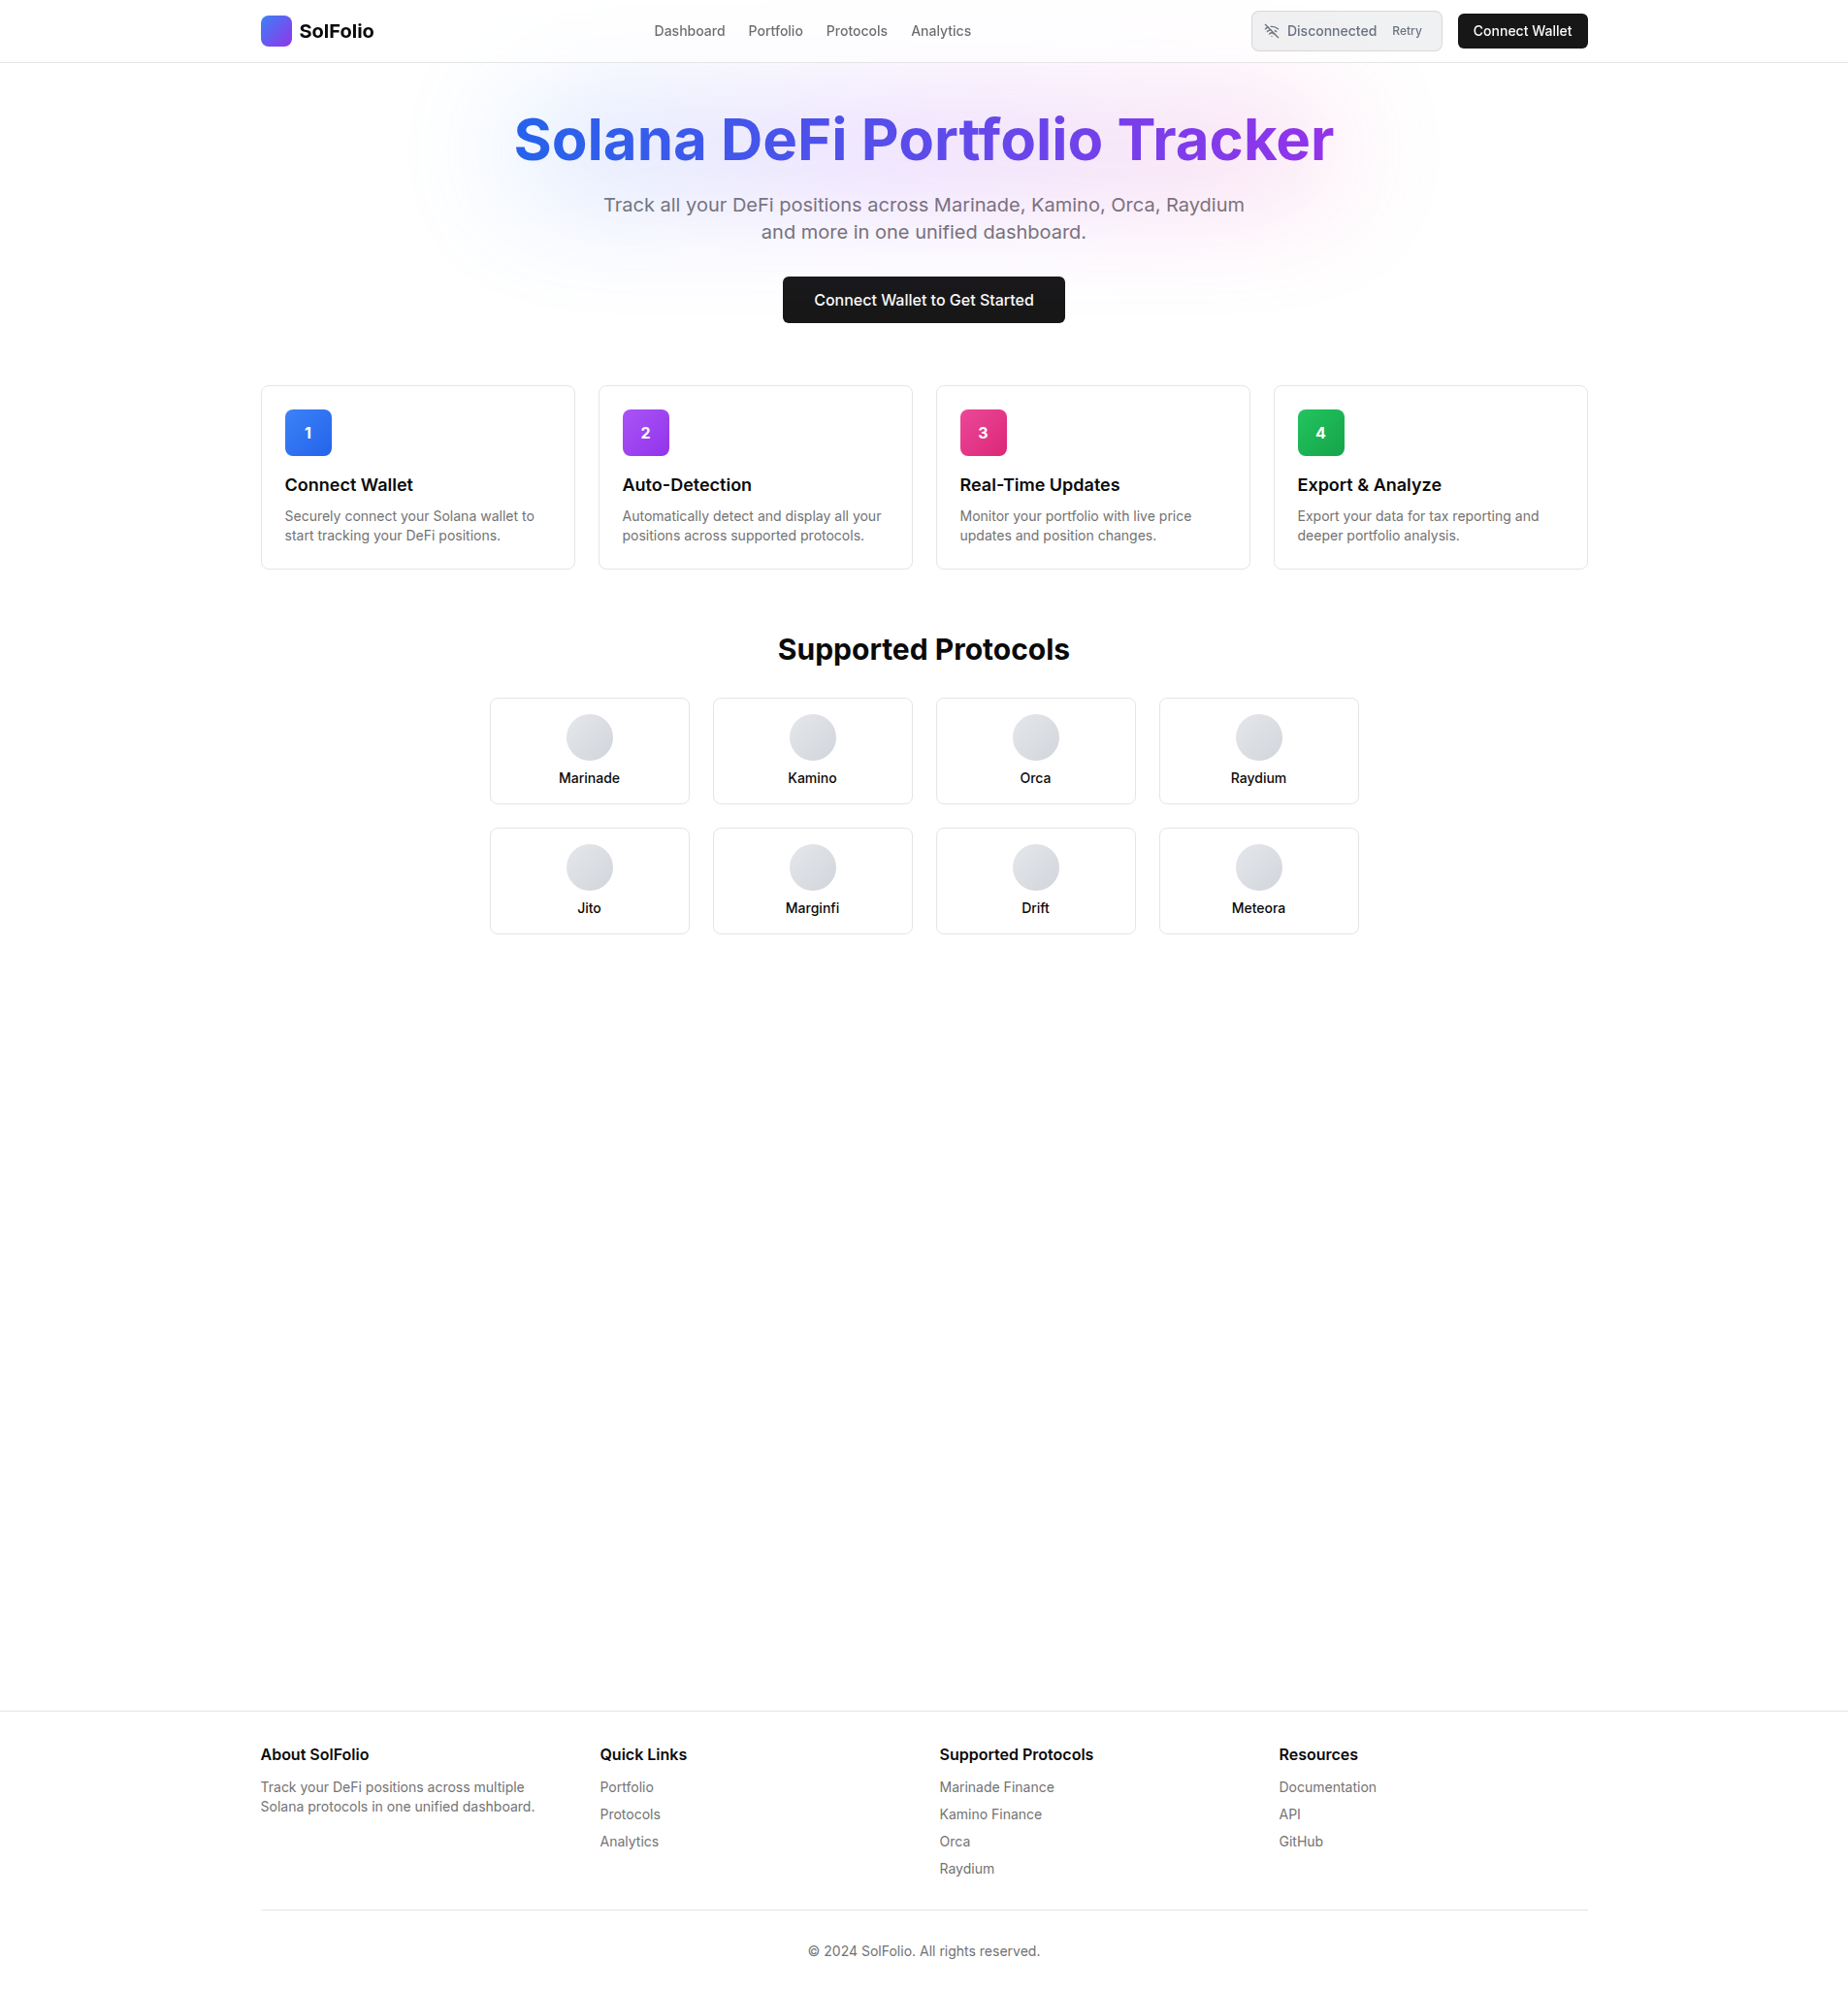 SolFolio
Dashboard
Portfolio
Protocols
Analytics
Disconnected
Retry
Connect Wallet
Solana DeFi Portfolio Tracker
Track all your DeFi positions across Marinade, Kamino, Orca, Raydium
and more in one unified dashboard.
Connect Wallet to Get Started
1
Connect Wallet
Securely connect your Solana wallet to
start tracking your DeFi positions.
2
Auto-Detection
Automatically detect and display all your
positions across supported protocols.
3
Real-Time Updates
Monitor your portfolio with live price
updates and position changes.
4
Export & Analyze
Export your data for tax reporting and
deeper portfolio analysis.
Supported Protocols
Marinade
Kamino
Orca
Raydium
Jito
Marginfi
Drift
Meteora
About SolFolio
Track your DeFi positions across multiple
Solana protocols in one unified dashboard.
Quick Links
Portfolio
Protocols
Analytics
Supported Protocols
Marinade Finance
Kamino Finance
Orca
Raydium
Resources
Documentation
API
GitHub
© 2024 SolFolio. All rights reserved.